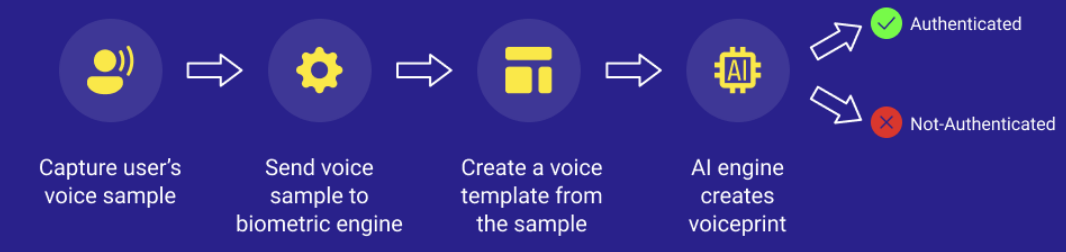 Capture user's
voice sample
Send voice
sample to
biometric engine
Create a voice
template from
the sample
AI
AI engine
creates
voiceprint
Authenticated
Not-Authenticated